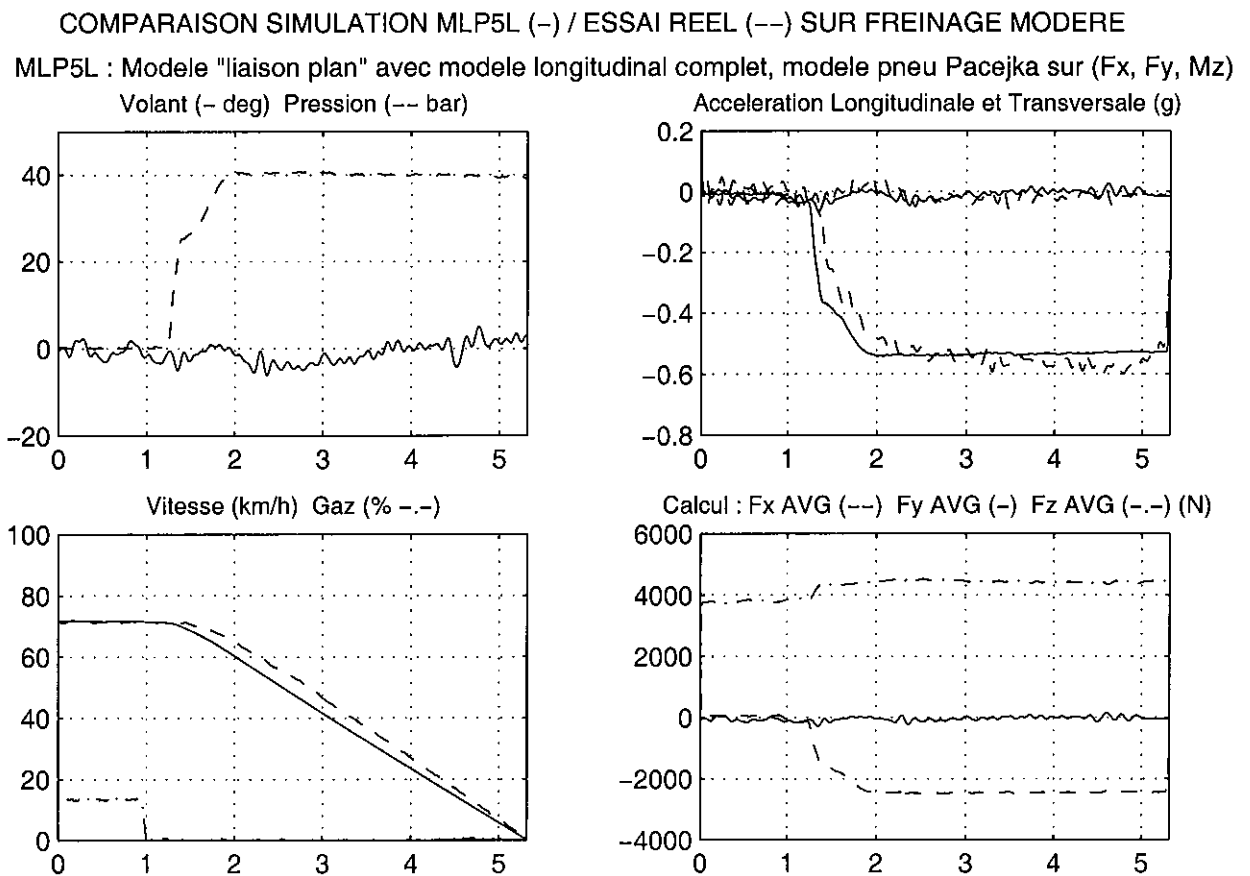 COMPARAISON SIMULATION MLP5L (-) / ESSAI REEL (--) SUR FREINAGE MODERE
MLP5L : Modele "liaison plan" avec modele longitudinal complet, modele pneu Pacejka sur (Fx, Fy, Mz)
Volant (- deg) Pression (-- bar)
40
20
0
-20
0 1 2 3 4 5
Acceleration Longitudinale et Transversale (g)
0.2
0
-0.2
-0.4
-0.6
-0.8
0 1 2 3 4 5
Vitesse (km/h) Gaz (% -.-)
100
80
60
40
20
0
0 1 2 3 4 5
Calcul : Fx AVG (--) Fy AVG (-) Fz AVG (-.-) (N)
6000
4000
2000
0
-2000
-4000
0 1 2 3 4 5